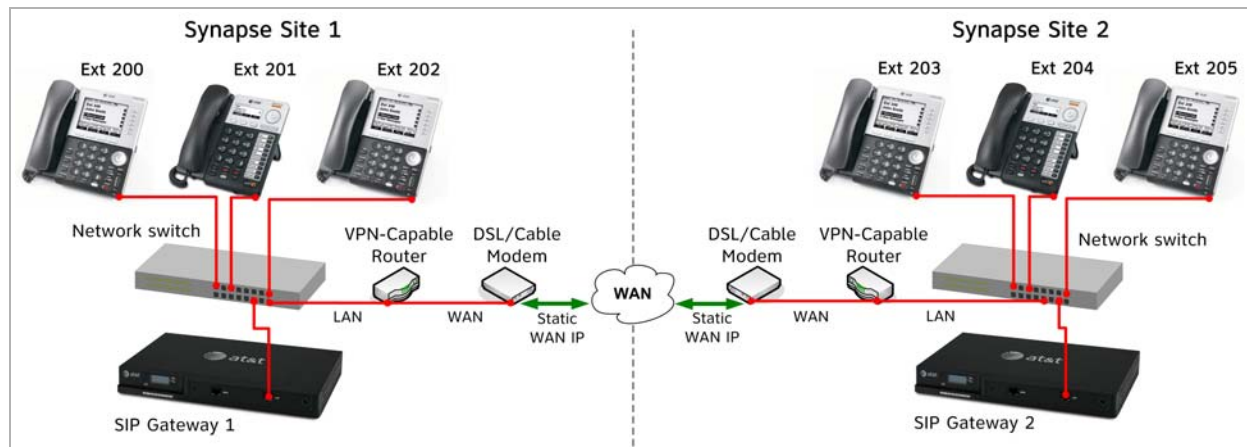 Synapse Site 1
Ext 200
Ext 201
Ext 202
Network switch
VPN-Capable
Router
DSL/Cable
Modem
LAN
WAN
Static
WAN IP
at&t
SIP Gateway 1
WAN
Synapse Site 2
Ext 203
Ext 204
Ext 205
DSL/Cable
Modem
VPN-Capable
Router
Network switch
Static
WAN IP
WAN
LAN
at&t
SIP Gateway 2